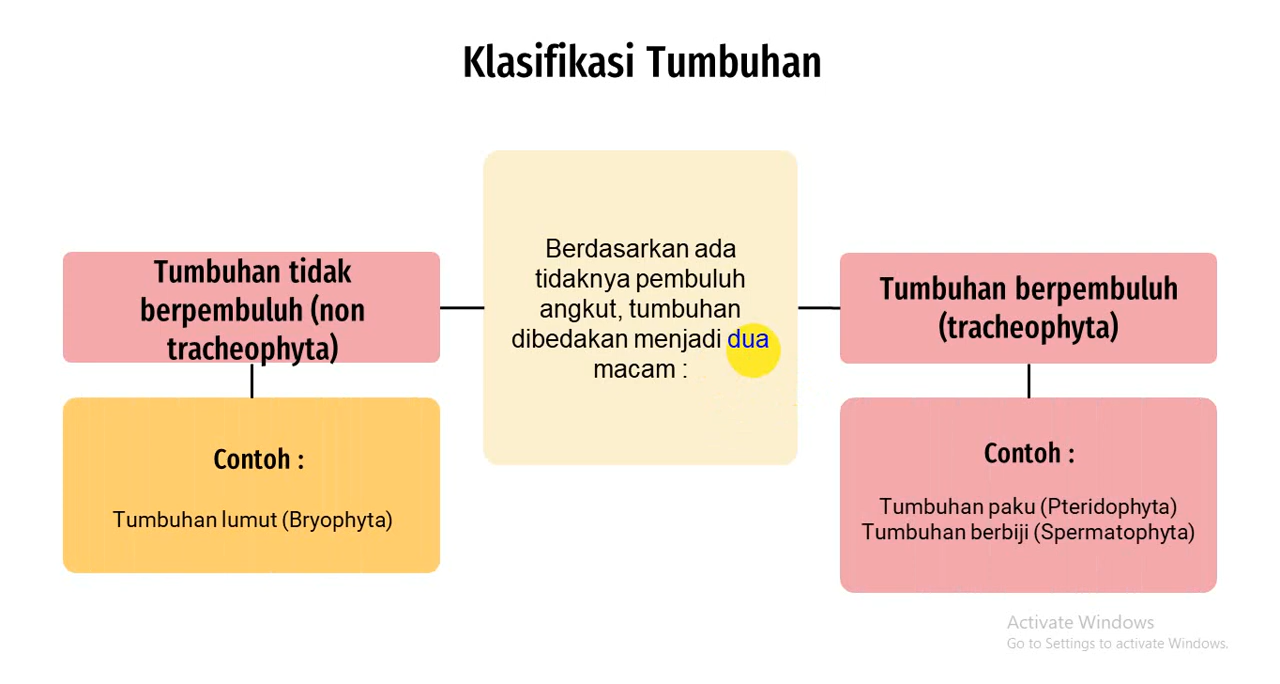 Klasifikasi Tumbuhan
Tumbuhan tidak
berpembuluh (non
tracheophyta)
Contoh :
Tumbuhan lumut (Bryophyta)
Berdasarkan ada
tidaknya pembuluh
angkut, tumbuhan
dibedakan menjadi dua
macam :
Tumbuhan berpembuluh
(tracheophyta)
Contoh :
Tumbuhan paku (Pteridophyta)
Tumbuhan berbiji (Spermatophyta)
Activate Windows
Go to Settings to activate Windows.